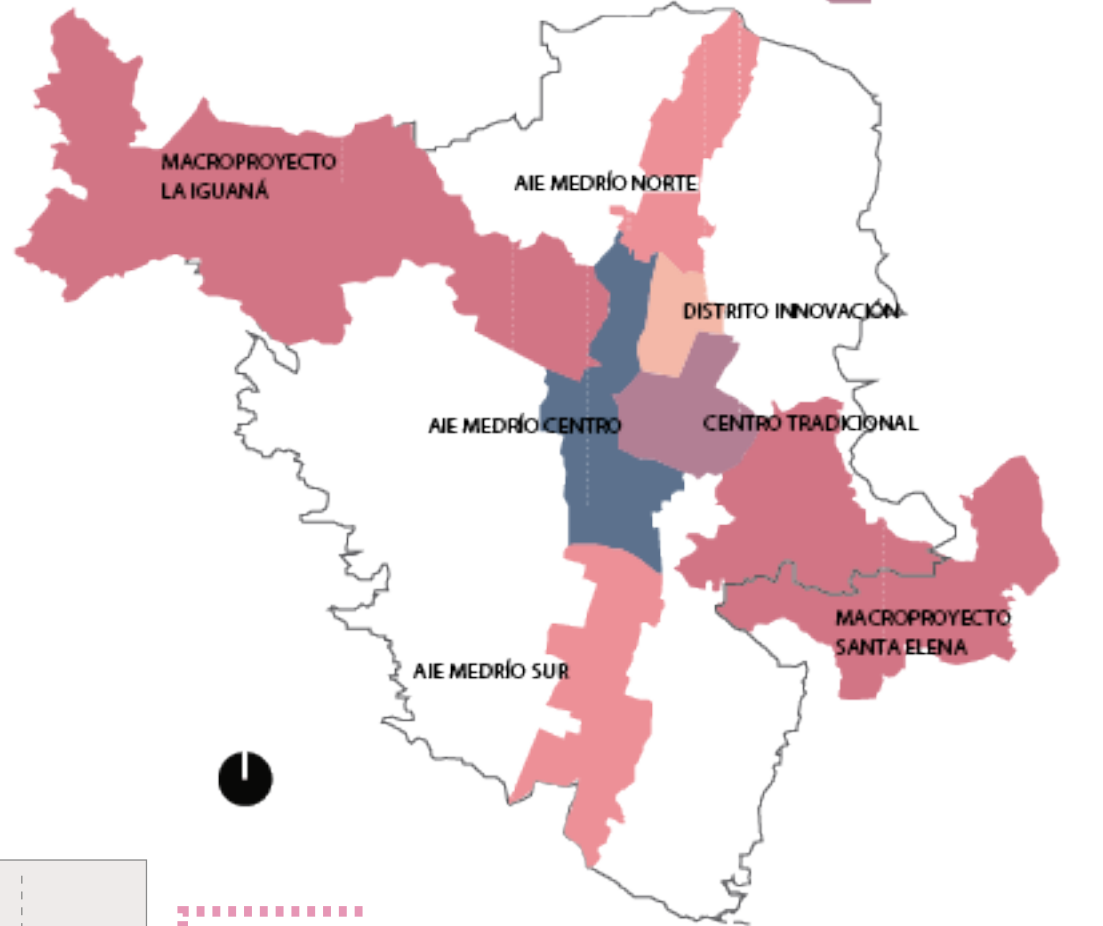 MACROPROYECTO
LA IGUANÁ
AIE MEDRÍO NORTE
DISTRITO INNOVACIÓN
AIE MEDRÍO CENTRO
CENTRO TRADICIONAL
MACROPROYECTO
SANTA ELENA
AIE MEDRÍO SUR